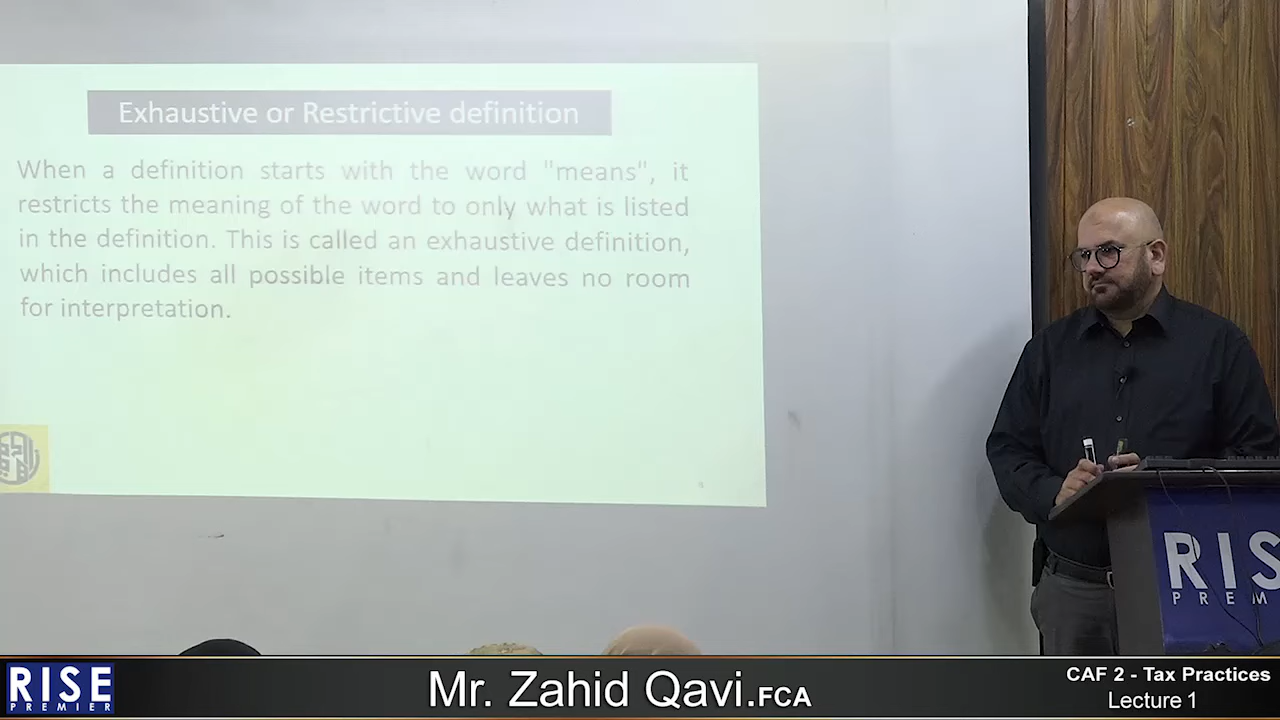 Exhaustive or Restrictive definition
When a definition starts with the word "means", it
restricts the meaning of the word to only what is listed
in the definition. This is called an exhaustive definition,
which includes all possible items and leaves no room
for interpretation.
RIS
PREM
RISE
PREMIER
Mr. Zahid Qavi.FCA
CAF 2 - Tax Practices
Lecture 1